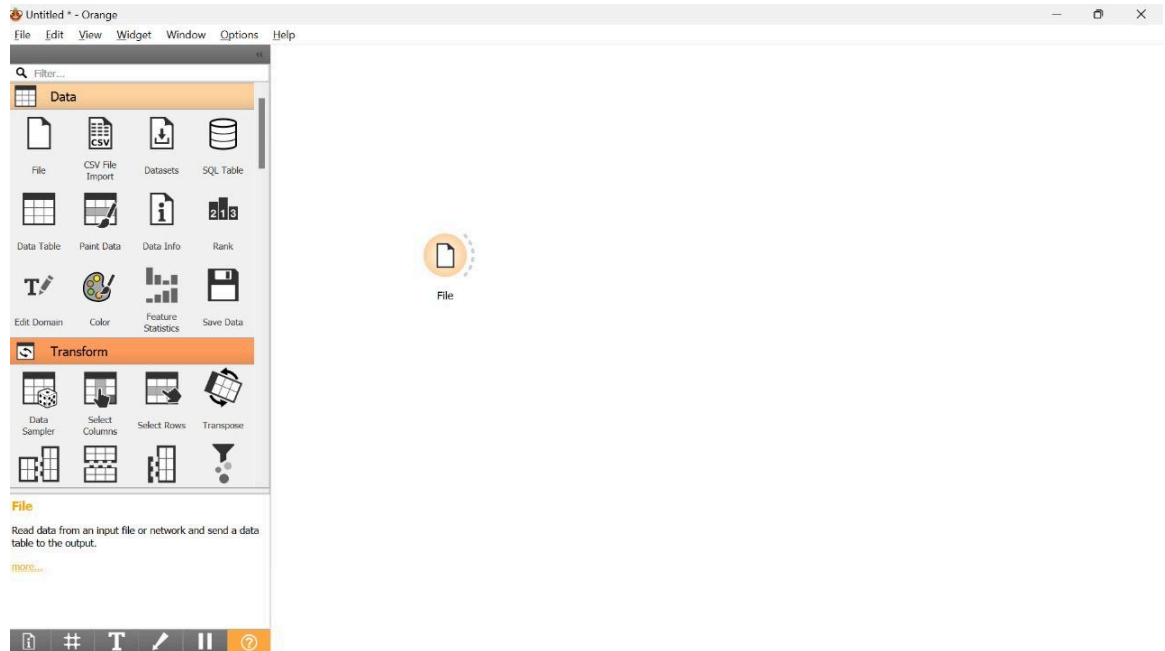 Untitled * - Orange
File Edit View Widget Window Options Help
Filter...
Data
File
CSV
CSV File
Import
Datasets
SQL Table
Data Table
Paint Data
Data Info
213
Rank
T
Edit Domain
Color
Feature
Statistics
Save Data
Transform
Data
Sampler
Select
Columns
Select Rows
Transpose
File
Read data from an input file or network and send a data
table to the output.
more...
# T ?
File